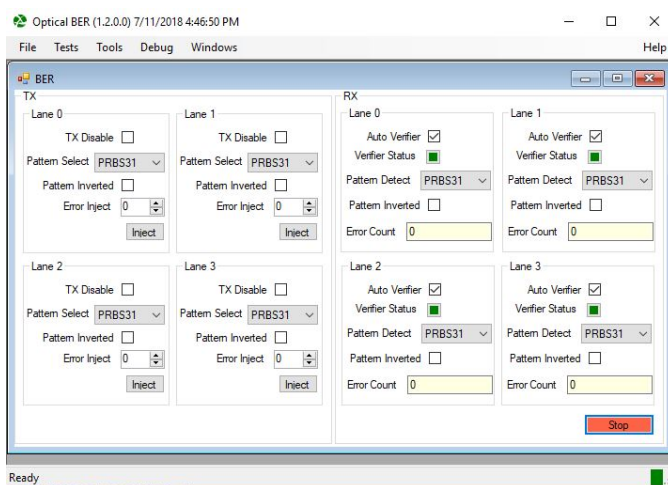 Optical BER (1.2.0.0) 7/11/2018 4:46:50 PM
File Tests Tools Debug Windows Help
BER
TX
Lane 0
TX Disable
Pattern Select PRBS31
Pattern Inverted
Error Inject 0
Inject
Lane 1
TX Disable
Pattern Select PRBS31
Pattern Inverted
Error Inject 0
Inject
Lane 2
TX Disable
Pattern Select PRBS31
Pattern Inverted
Error Inject 0
Inject
Lane 3
TX Disable
Pattern Select PRBS31
Pattern Inverted
Error Inject 0
Inject
RX
Lane 0
Auto Verifier
Verifier Status
Pattern Detect PRBS31
Pattern Inverted
Error Count 0
Lane 1
Auto Verifier
Verifier Status
Pattern Detect PRBS31
Pattern Inverted
Error Count 0
Lane 2
Auto Verifier
Verifier Status
Pattern Detect PRBS31
Pattern Inverted
Error Count 0
Lane 3
Auto Verifier
Verifier Status
Pattern Detect PRBS31
Pattern Inverted
Error Count 0
Stop
Ready